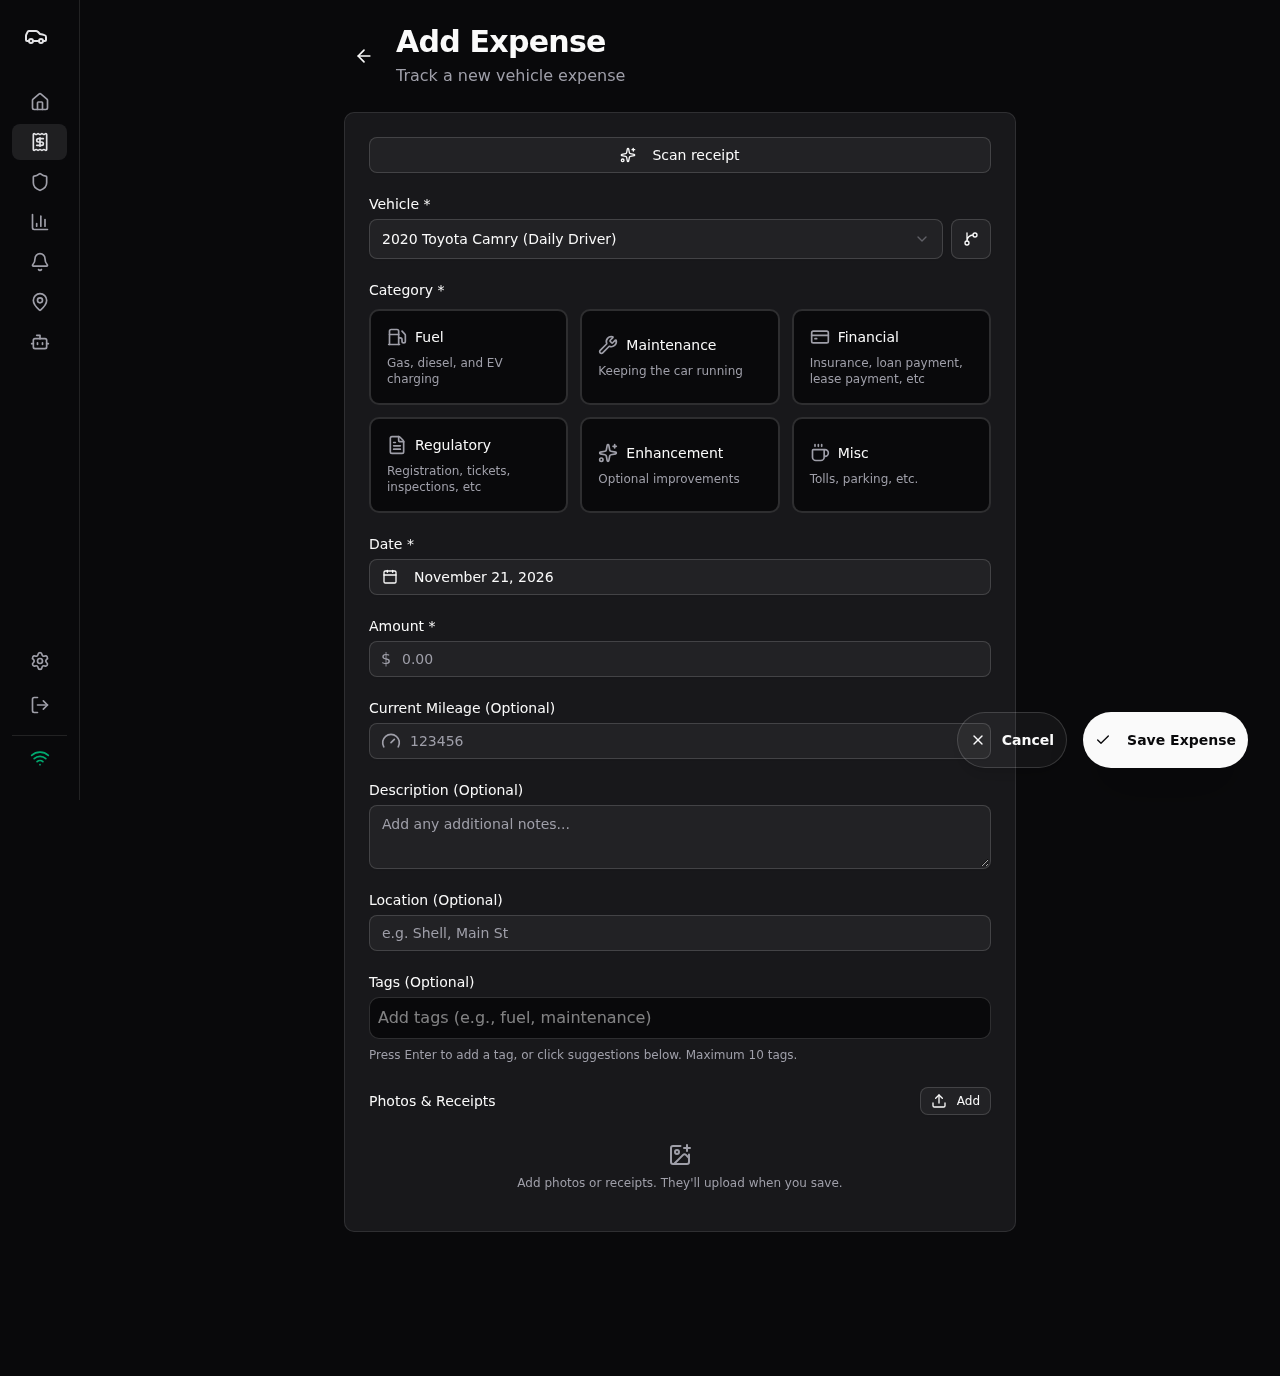 Add Expense
Track a new vehicle expense
Scan receipt
Vehicle *
2020 Toyota Camry (Daily Driver)
Category *
Fuel
Gas, diesel, and EV
charging
Maintenance
Keeping the car running
Financial
Insurance, loan payment,
lease payment, etc
Regulatory
Registration, tickets,
inspections, etc
Enhancement
Optional improvements
Misc
Tolls, parking, etc.
Date *
November 21, 2026
Amount *
$ 0.00
Current Mileage (Optional)
123456
Cancel
Save Expense
Description (Optional)
Add any additional notes...
Location (Optional)
e.g. Shell, Main St
Tags (Optional)
Add tags (e.g., fuel, maintenance)
Press Enter to add a tag, or click suggestions below. Maximum 10 tags.
Photos & Receipts
Add
Add photos or receipts. They'll upload when you save.